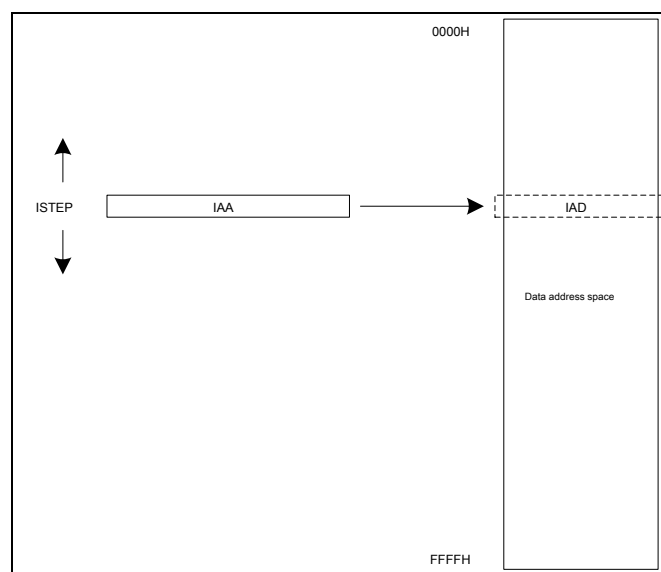 0000H
ISTEP
IAA
IAD
Data address space
FFFFH